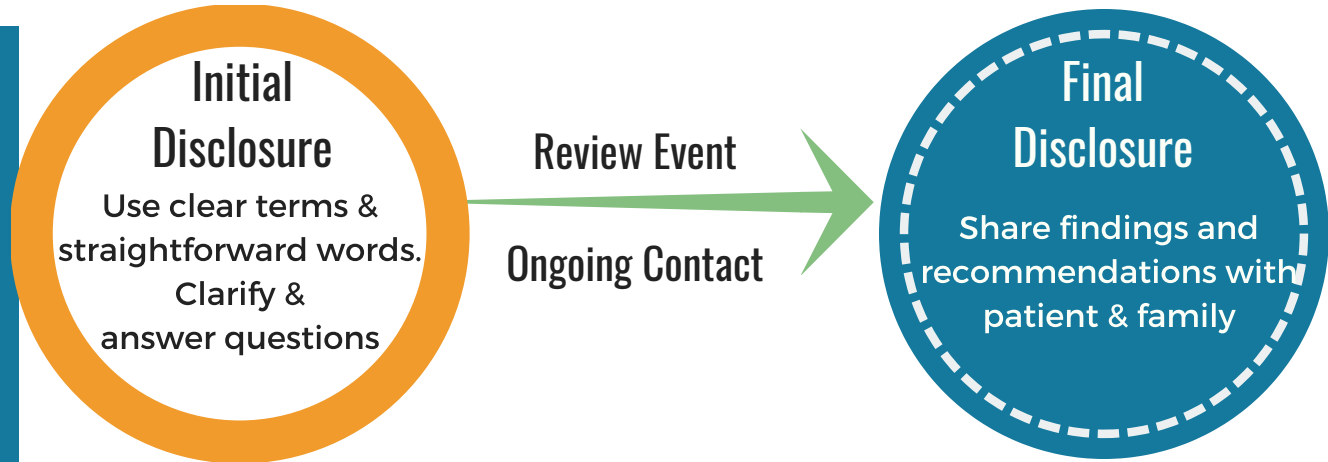 Initial
Disclosure
Use clear terms &
straightforward words.
Clarify &
answer questions
Review Event
Ongoing Contact
Final
Disclosure
Share findings and
recommendations with
patient & family